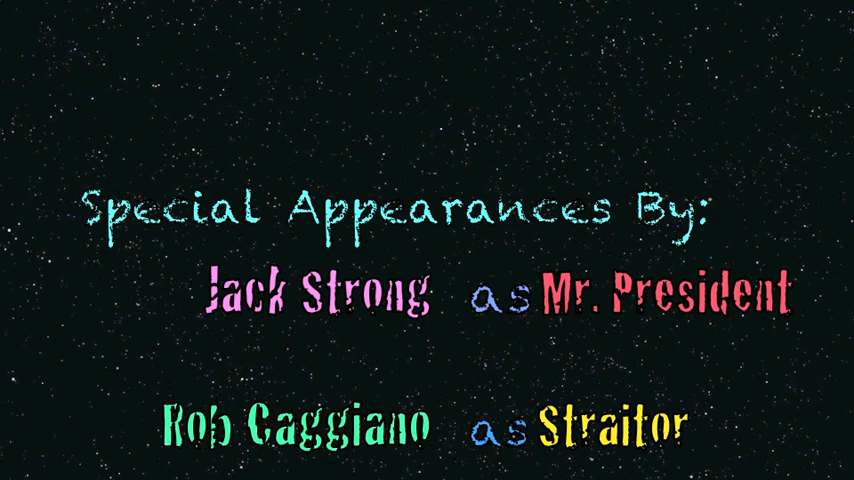 Special Appearances By:
Jack Strong as Mr. President
Rob Caggiano as Straitor